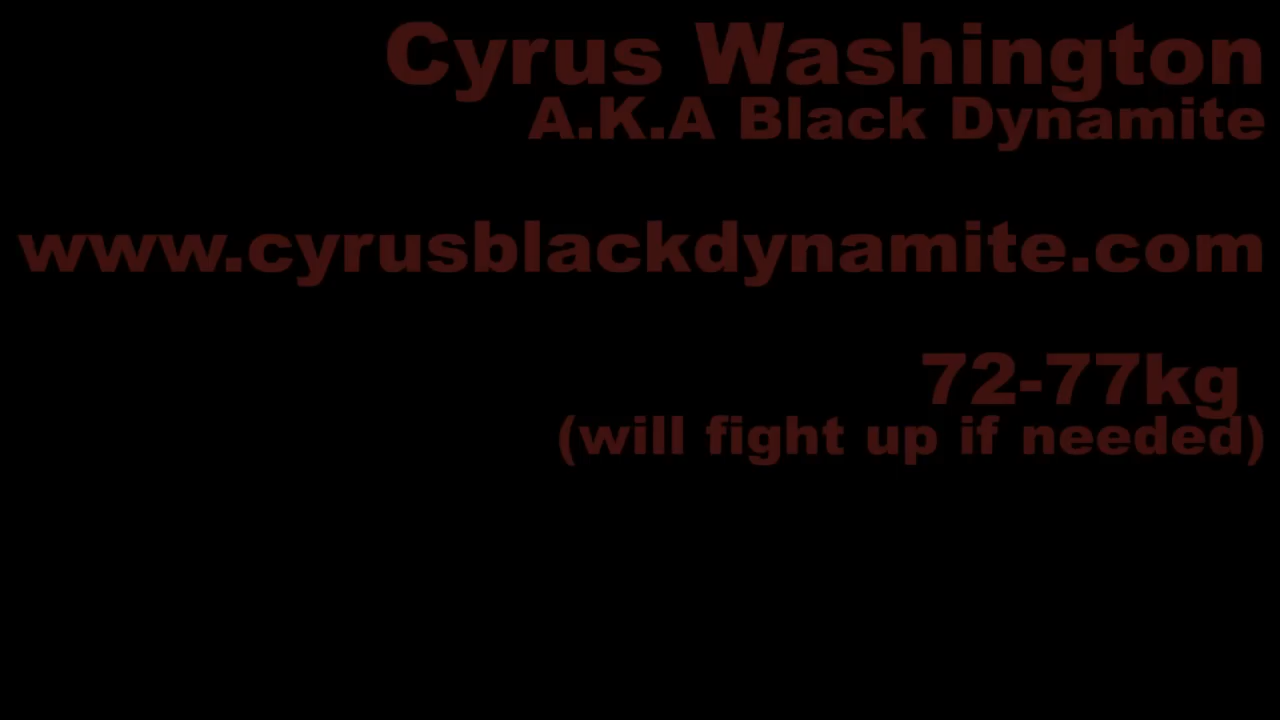 Cyrus Washington
A.K.A Black Dynamite
www.cyrusblackdynamite.com
72-77kg
(will fight up if needed)